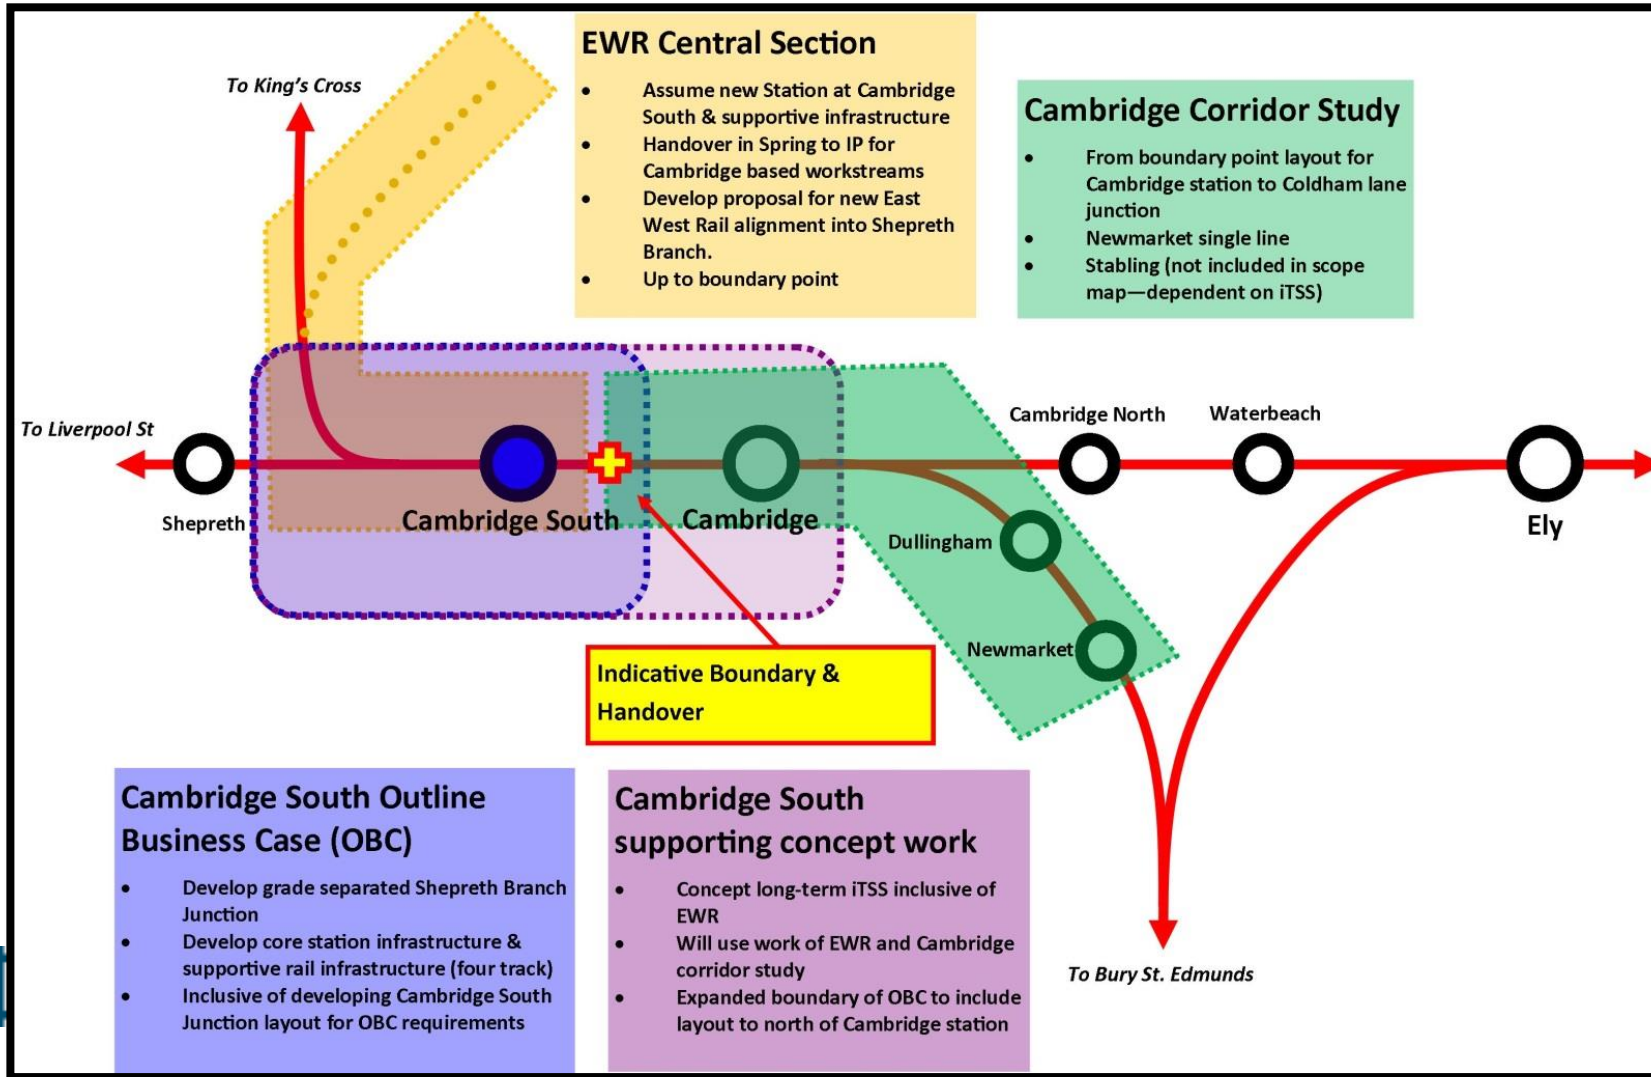 EWR Central Section
• Assume new Station at Cambridge
South & supportive infrastructure
• Handover in Spring to IP for
Cambridge based workstreams
• Develop proposal for new East
West Rail alignment into Shepreth
Branch.
• Up to boundary point
To King's Cross
Cambridge Corridor Study
• From boundary point layout for
Cambridge station to Coldham lane
junction
• Newmarket single line
• Stabling (not included in scope
map—dependent on iTSS)
To Liverpool St
Shepreth
Cambridge South
Cambridge
Cambridge North
Waterbeach
Ely
Dullingham
Newmarket
Indicative Boundary &
Handover
To Bury St. Edmunds
Cambridge South Outline
Business Case (OBC)
• Develop grade separated Shepreth Branch
Junction
• Develop core station infrastructure &
supportive rail infrastructure (four track)
• Inclusive of developing Cambridge South
Junction layout for OBC requirements
Cambridge South
supporting concept work
• Concept long-term iTSS inclusive of
EWR
• Will use work of EWR and Cambridge
corridor study
• Expanded boundary of OBC to include
layout to north of Cambridge station